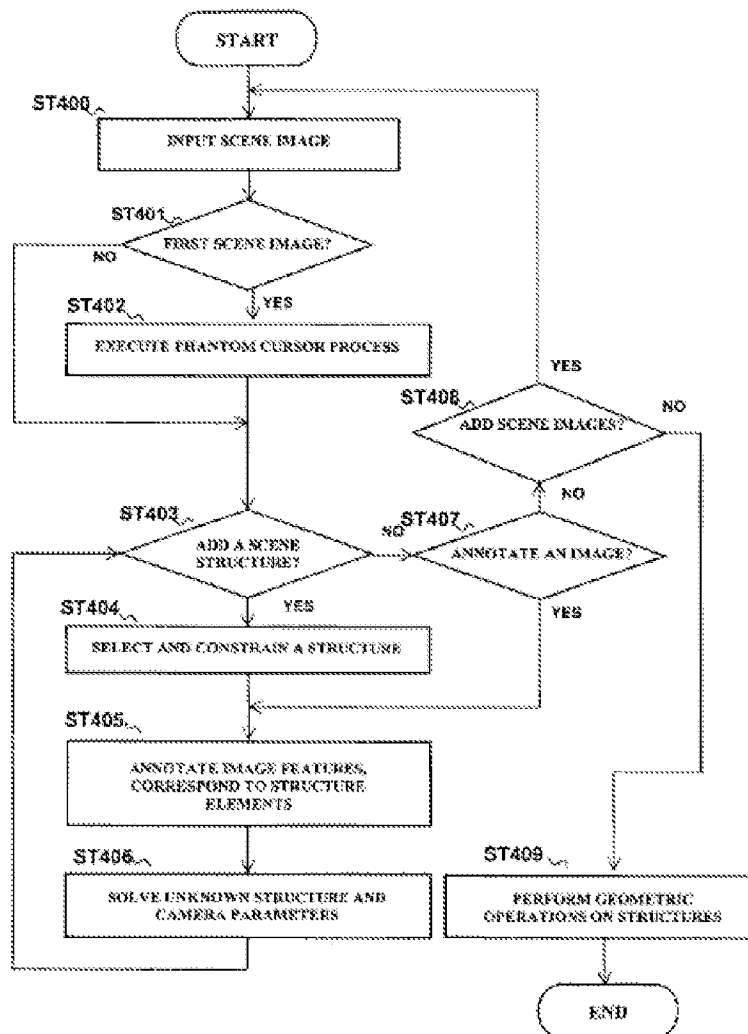 START
ST400
INPUT SCENE IMAGE
ST401
FIRST SCENE IMAGE?
NO
YES
ST402
EXECUTE PHANTOM CURSOR PROCESS
YES
ST408
ADD SCENE IMAGES?
NO
NO
ST403
ADD A SCENE
STRUCTURE?
NO
ST407
ANNOTATE AN IMAGE?
YES
YES
ST404
SELECT AND CONSTRAIN A STRUCTURE
ST405
ANNOTATE IMAGE FEATURES,
CORRESPOND TO STRUCTURE
ELEMENTS
ST406
SOLVE UNKNOWN STRUCTURE AND
CAMERA PARAMETERS
ST409
PERFORM GEOMETRIC
OPERATIONS ON STRUCTURES
END